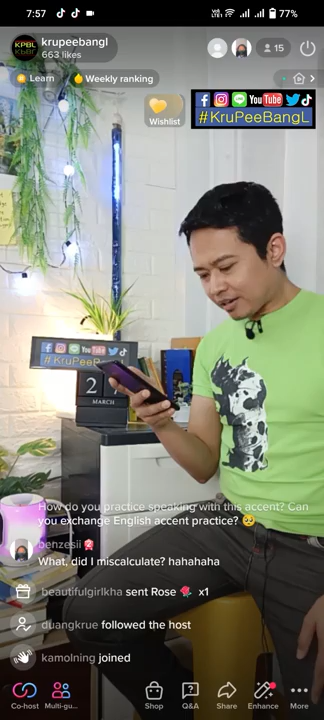 7:57
77%
krupeebangl
663 likes
15
Learn
Weekly ranking
Wishlist
YouTube
#KruPeeBangL
YouTube
#KruPeeB
2
MARCH
How do you practice speaking with this accent? Can
you exchange English accent practice? 🥺
benzesii
What, did I miscalculate? hahahaha
beautifulgirlkha sent Rose 🌹 x1
duangkrue followed the host
kamolning joined
Co-host
Multi-gu...
Shop
Q&A
Share
Enhance
More